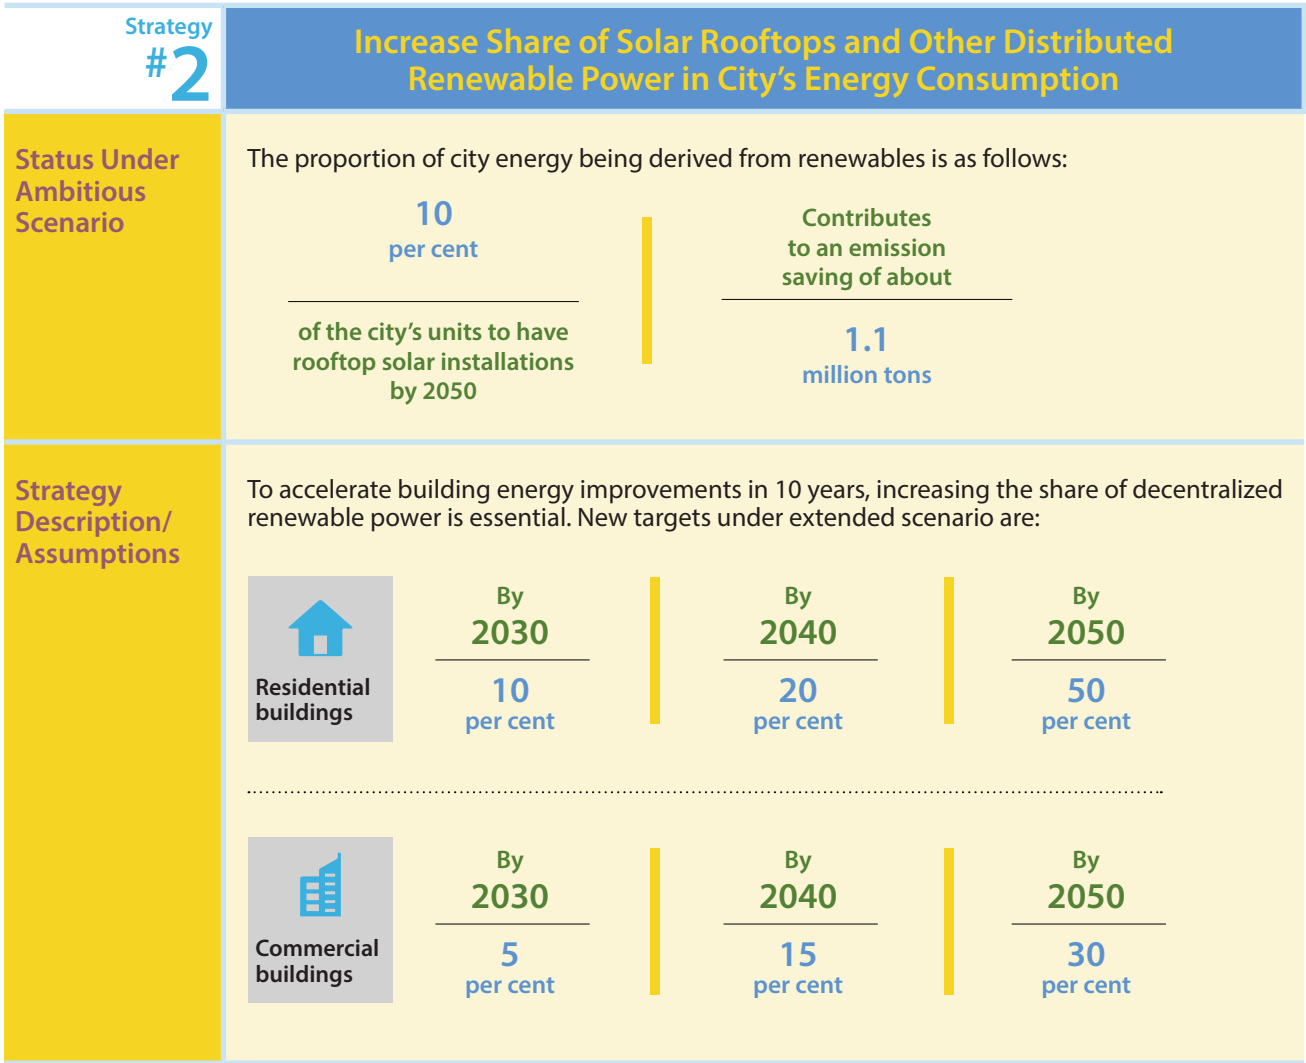 Strategy
#2
Increase Share of Solar Rooftops and Other Distributed
Renewable Power in City’s Energy Consumption
Status Under
Ambitious
Scenario
The proportion of city energy being derived from renewables is as follows:
10
per cent
of the city’s units to have
rooftop solar installations
by 2050
Contributes
to an emission
saving of about
1.1
million tons
Strategy
Description/
Assumptions
To accelerate building energy improvements in 10 years, increasing the share of decentralized
renewable power is essential. New targets under extended scenario are:
Residential
buildings
By
2030
10
per cent
By
2040
20
per cent
By
2050
50
per cent
Commercial
buildings
By
2030
5
per cent
By
2040
15
per cent
By
2050
30
per cent